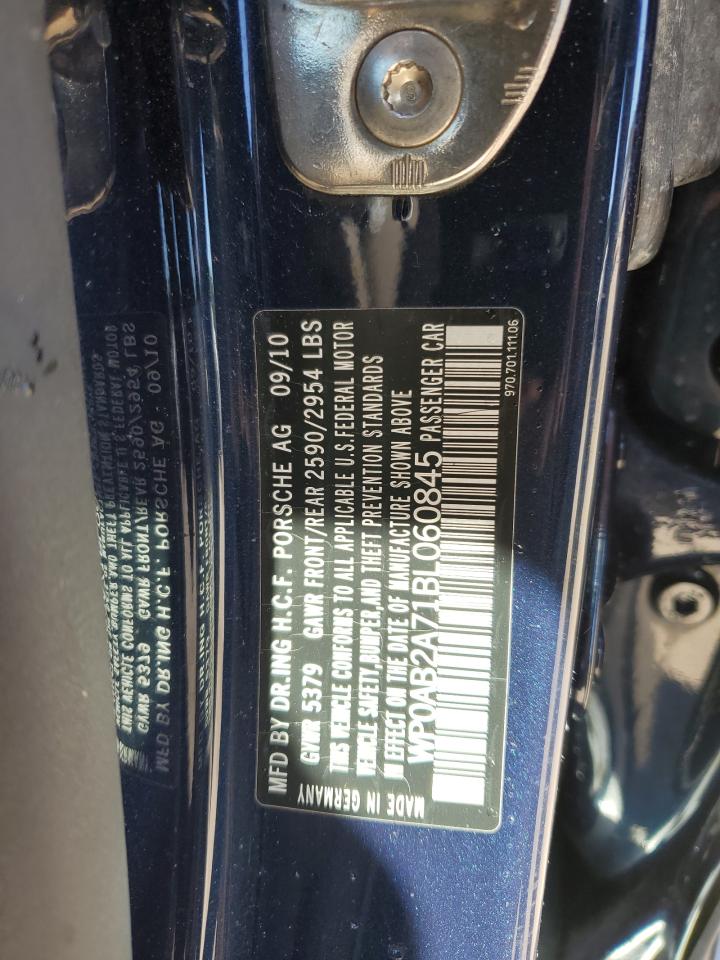 MFD BY DR.ING H.C.F. PORSCHE AG 09/10
GVWR 5379 GAWR FRONT/REAR 2590/2954 LBS
THIS VEHICLE CONFORMS TO ALL APPLICABLE U.S.FEDERAL MOTOR
VEHICLE SAFETY,BUMPER,AND THEFT PREVENTION STANDARDS
IN EFFECT ON THE DATE OF MANUFACTURE SHOWN ABOVE
WP0AB2A71BL060845 PASSENGER CAR
MADE IN GERMANY
970.701.111.06